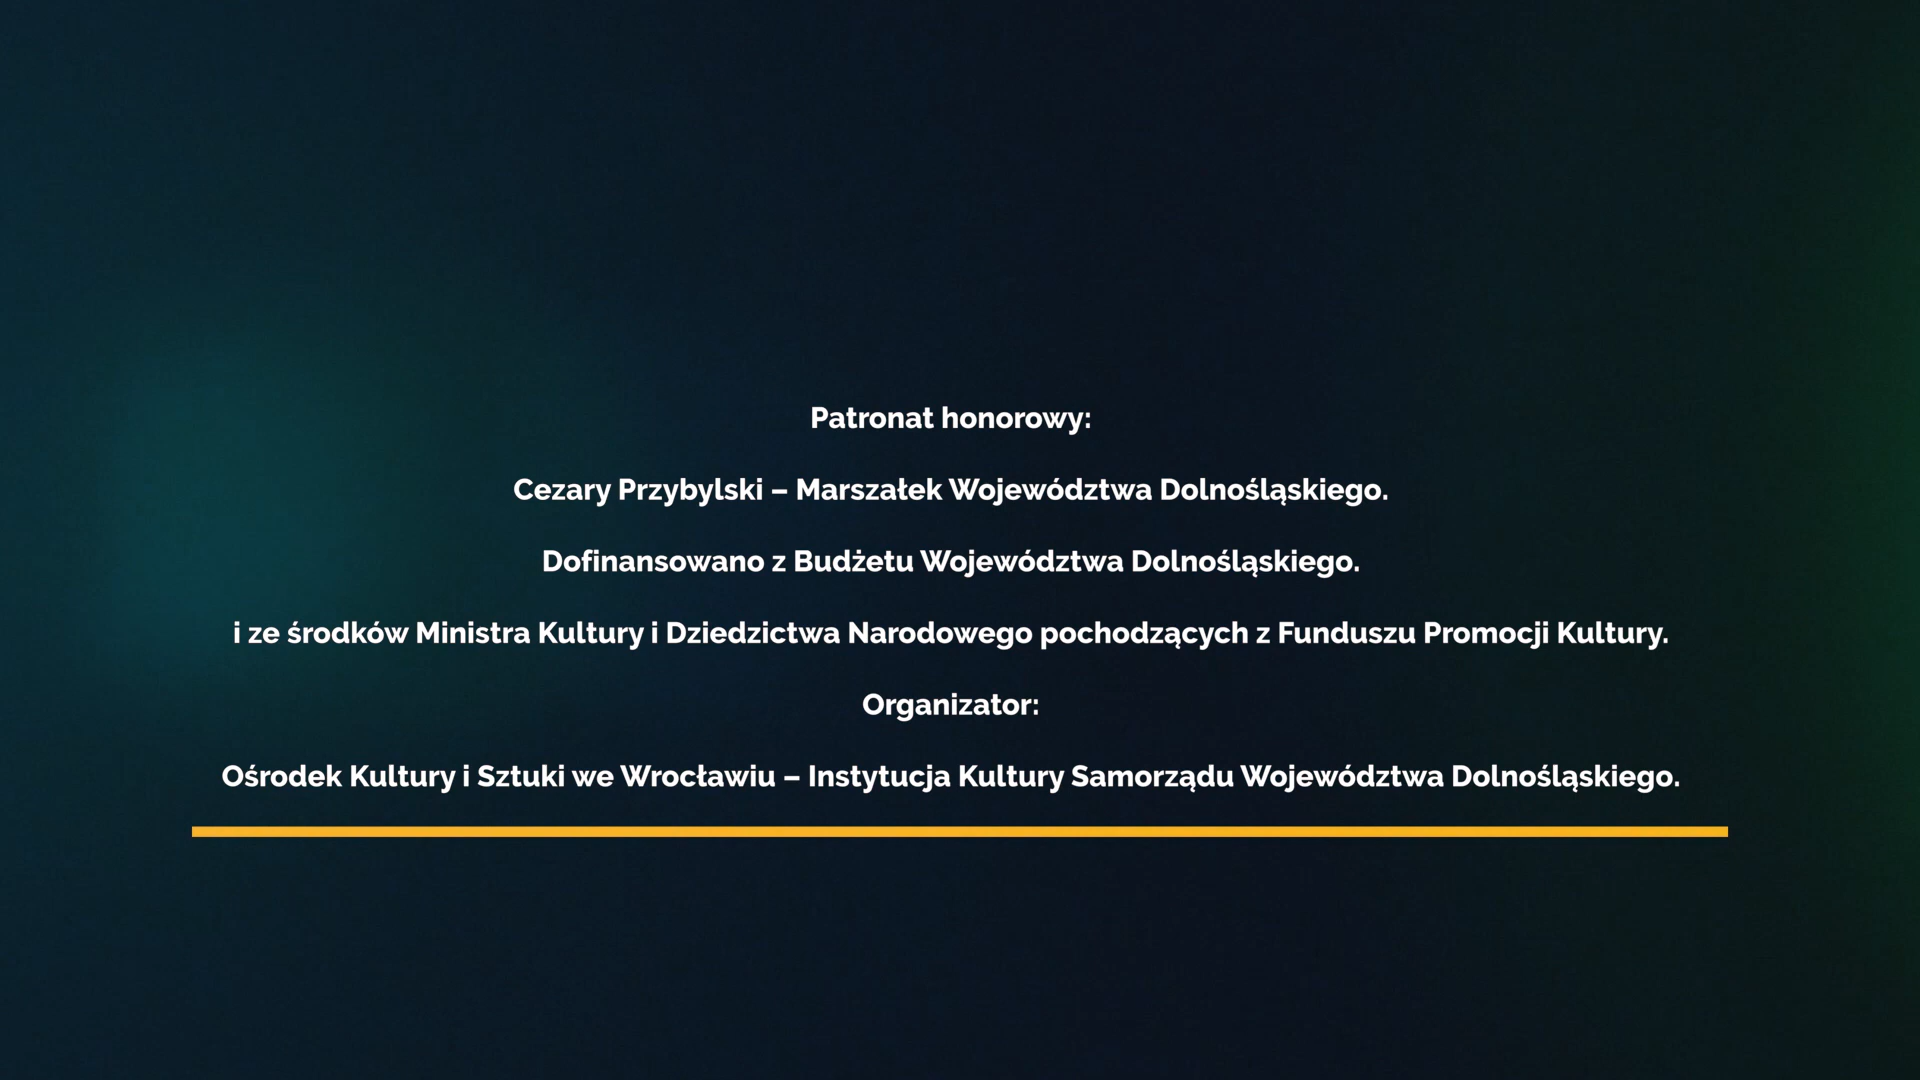 Patronat honorowy:
Cezary Przybylski – Marszałek Województwa Dolnośląskiego.
Dofinansowano z Budżetu Województwa Dolnośląskiego.
i ze środków Ministra Kultury i Dziedzictwa Narodowego pochodzących z Funduszu Promocji Kultury.
Organizator:
Ośrodek Kultury i Sztuki we Wrocławiu – Instytucja Kultury Samorządu Województwa Dolnośląskiego.